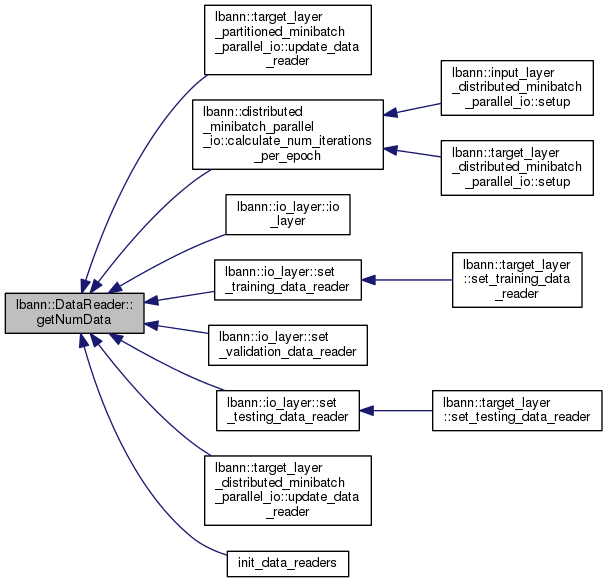 lbann::target_layer
_partitioned_minibatch
_parallel_io::update_data
_reader
lbann::distributed
_minibatch_parallel
_io::calculate_num_iterations
_per_epoch
lbann::input_layer
_distributed_minibatch
_parallel_io::setup
lbann::target_layer
_distributed_minibatch
_parallel_io::setup
lbann::io_layer::io
_layer
lbann::io_layer::set
_training_data_reader
lbann::target_layer
::set_training_data
_reader
lbann::DataReader::
getNumData
lbann::io_layer::set
_validation_data_reader
lbann::io_layer::set
_testing_data_reader
lbann::target_layer
::set_testing_data_reader
lbann::target_layer
_distributed_minibatch
_parallel_io::update_data
_reader
init_data_readers